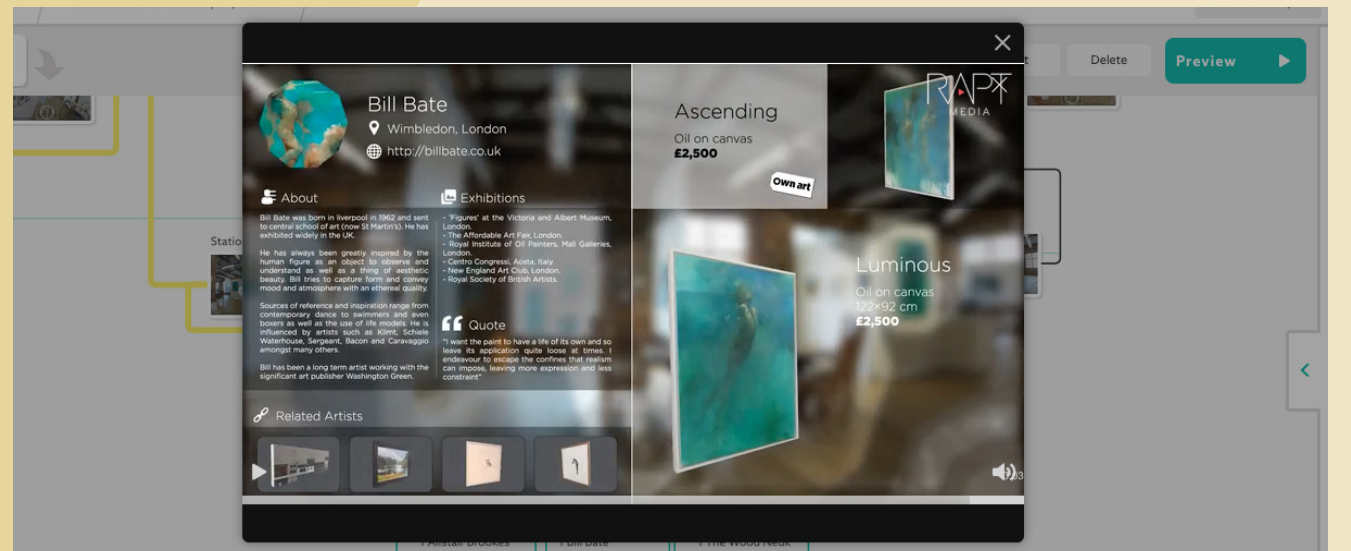 Delete
Preview
Bill Bate
Wimbledon, London
http://billbate.co.uk
About
Bill Bate was born in liverpool in 1962 and sent
to central school of art (now St Martin's). He has
exhibited widely in the UK.
He has always been greatly inspired by the
human figure as an object to observe and
understand as well as a thing of aesthetic
beauty. Bill tries to capture form and convey
mood and atmosphere with an ethereal quality.
Sources of reference and inspiration range from
contemporary dance to swimmers and even
boxers as well as the use of life models. He is
influenced by artists such as Klimt, Schiele
Waterhouse, Sergeant, Bacon and Caravaggio
amongst many others.
Bill has been a long term artist working with the
significant art publisher Washington Green.
Exhibitions
- 'Figures' at the Victoria and Albert Museum,
London.
- The Affordable Art Fair, London.
- Royal Institute of Oil Painters, Mall Galleries,
London.
- Centro Congressi, Aosta, Italy
- New England Art Club, London.
- Royal Society of British Artists.
Quote
"I want the paint to have a life of its own and so
leave its application quite loose at times. I
endeavour to escape the confines that realism
can impose, leaving more expression and less
constraint"
Related Artists
Ascending
Oil on canvas
£2,500
Own art
RAPT
MEDIA
Luminous
Oil on canvas
122×92 cm
£2,500
Statio
Bill Bate
The Wood Neuk